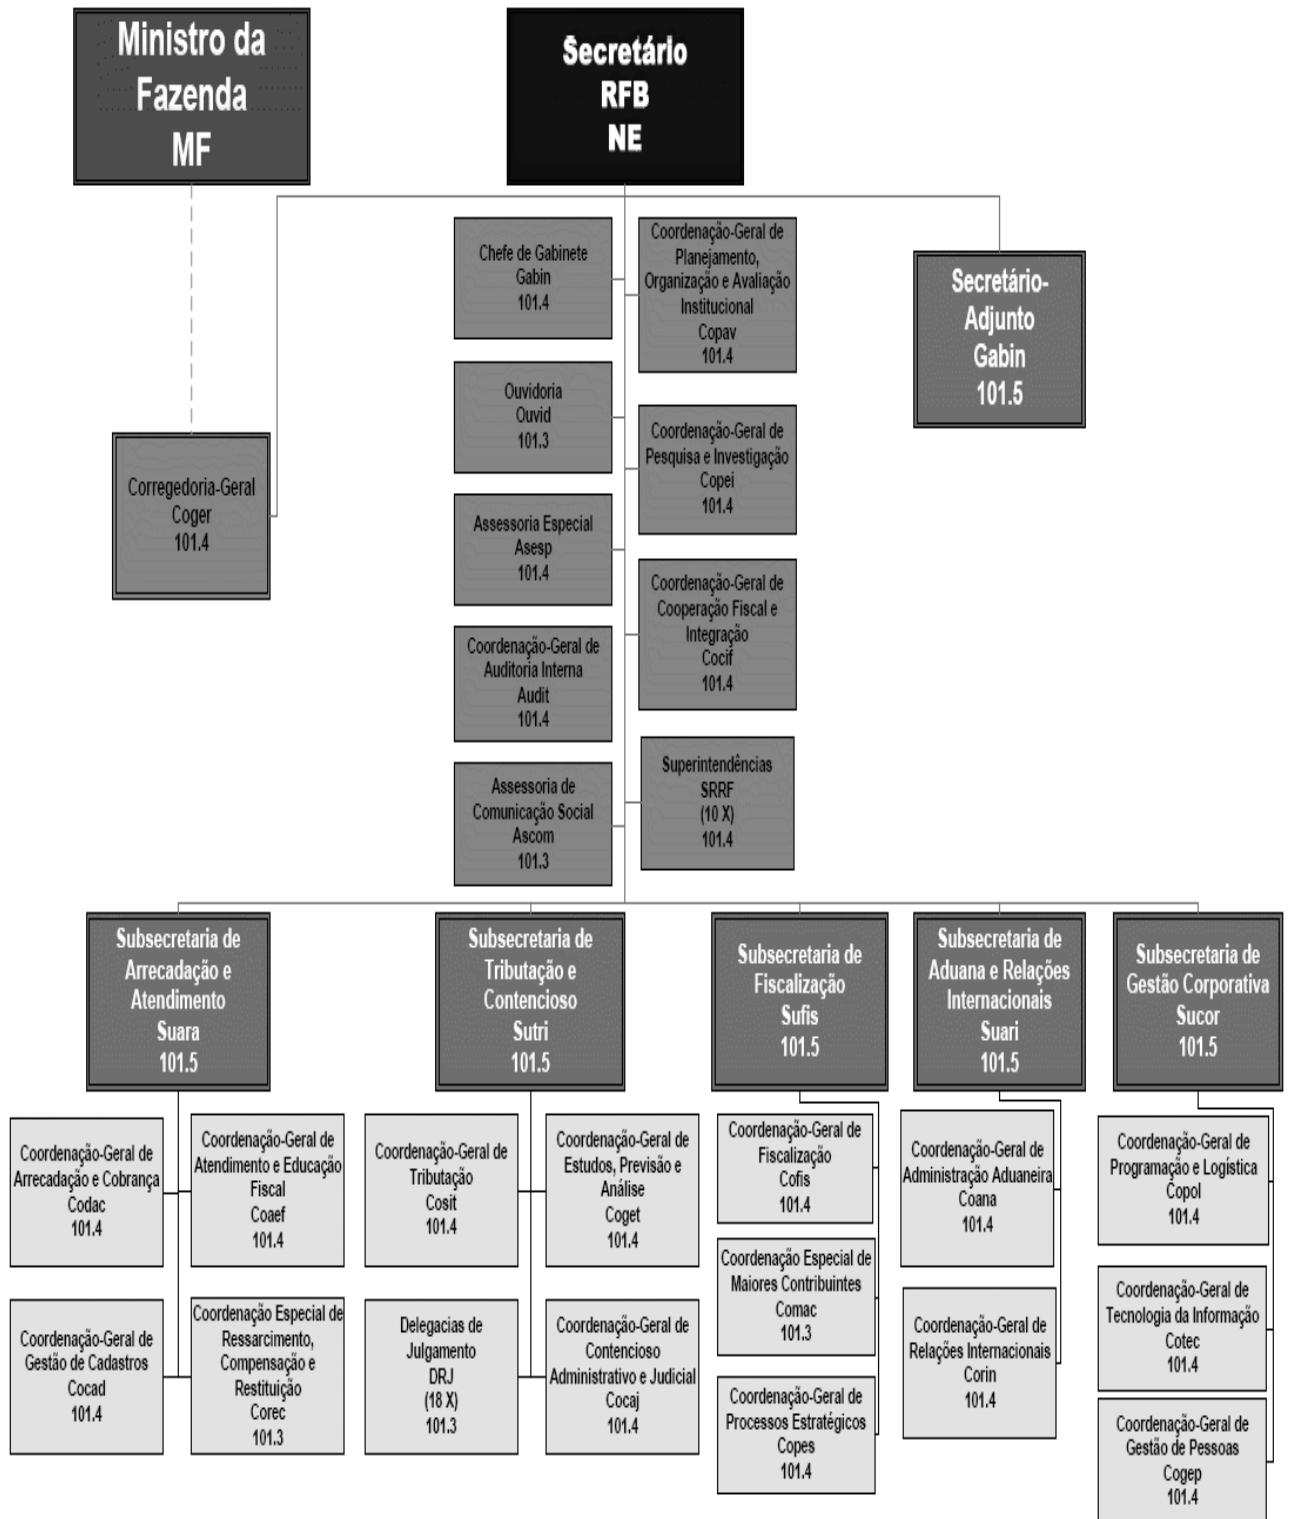 Ministro da
Fazenda
MF
Secretário
RFB
NE
Chefe de Gabinete
Gabin
101.4
Coordenação-Geral de
Planejamento,
Organização e Avaliação
Institucional
Copav
101.4
Secretário-
Adjunto
Gabin
101.5
Ouvidoria
Ouvid
101.3
Coordenação-Geral de
Pesquisa e Investigação
Copei
101.4
Corregedoria-Geral
Coger
101.4
Assessoria Especial
Asesp
101.4
Coordenação-Geral de
Cooperação Fiscal e
Integração
Cocif
101.4
Coordenação-Geral de
Auditoria Interna
Audit
101.4
Superintendências
SRRF
(10 X)
101.4
Assessoria de
Comunicação Social
Ascom
101.3
Subsecretaria de
Arrecadação e
Atendimento
Suara
101.5
Subsecretaria de
Tributação e
Contencioso
Sutri
101.5
Subsecretaria de
Fiscalização
Sufis
101.5
Subsecretaria de
Aduana e Relações
Internacionais
Suari
101.5
Subsecretaria de
Gestão Corporativa
Sucor
101.5
Coordenação-Geral de
Arrecadação e Cobrança
Codac
101.4
Coordenação-Geral de
Atendimento e Educação
Fiscal
Coaef
101.4
Coordenação-Geral de
Tributação
Cosit
101.4
Coordenação-Geral de
Estudos, Previsão e
Análise
Coget
101.4
Coordenação-Geral de
Fiscalização
Cofis
101.4
Coordenação-Geral de
Administração Aduaneira
Coana
101.4
Coordenação-Geral de
Programação e Logística
Copol
101.4
Coordenação Especial de
Maiores Contribuintes
Comac
101.3
Coordenação-Geral de
Tecnologia da Informação
Cotec
101.4
Coordenação-Geral de
Gestão de Cadastros
Cocad
101.4
Coordenação Especial de
Ressarcimento,
Compensação e
Restituição
Corec
101.3
Delegacias de
Julgamento
DRJ
(18 X)
101.3
Coordenação-Geral de
Contencioso
Administrativo e Judicial
Cocaj
101.4
Coordenação-Geral de
Relações Internacionais
Corin
101.4
Coordenação-Geral de
Processos Estratégicos
Copes
101.4
Coordenação-Geral de
Gestão de Pessoas
Cogep
101.4